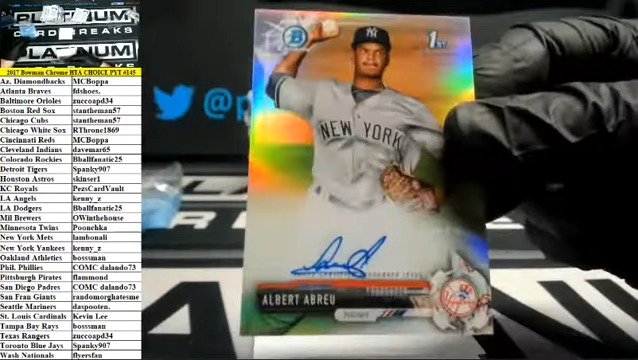 PLATINUM
CARDBREAKS
PLATINUM
CARD BREAKS
2017 Bowman Chrome HTA CHOICE PYT #145
Az. Diamondbacks MCBoppa
Atlanta Braves fdshoes.
Baltimore Orioles zuccoapd34
Boston Red Sox stantheman57
Chicago Cubs stantheman57
Chicago White Sox RThrone1869
Cincinnati Reds MCBoppa
Cleveland Indians davemar65
Colorado Rockies Bballfanatic25
Detroit Tigers Spanky907
Houston Astros skinser1
KC Royals PezsCardVault
LA Angels kenny_z
LA Dodgers Bballfanatic25
Mil Brewers OWinthehouse
Minnesota Twins Poonchka
New York Mets lambonali
New York Yankees kenny_z
Oakland Athletics bosssman
Phil. Phillies COMC dalando73
Pittsburgh Pirates flammond
San Diego Padres COMC dalando73
San Fran Giants randomorghatesme
Seattle Mariners daspooteu.
St. Louis Cardinals Kevin Lee
Tampa Bay Rays bosssman
Texas Rangers zuccoapd34
Toronto Blue Jays Spanky907
Wash Nationals flyersfan
@p
B
1ST
NEW YORK
ALBERT ABREU
PITCHER